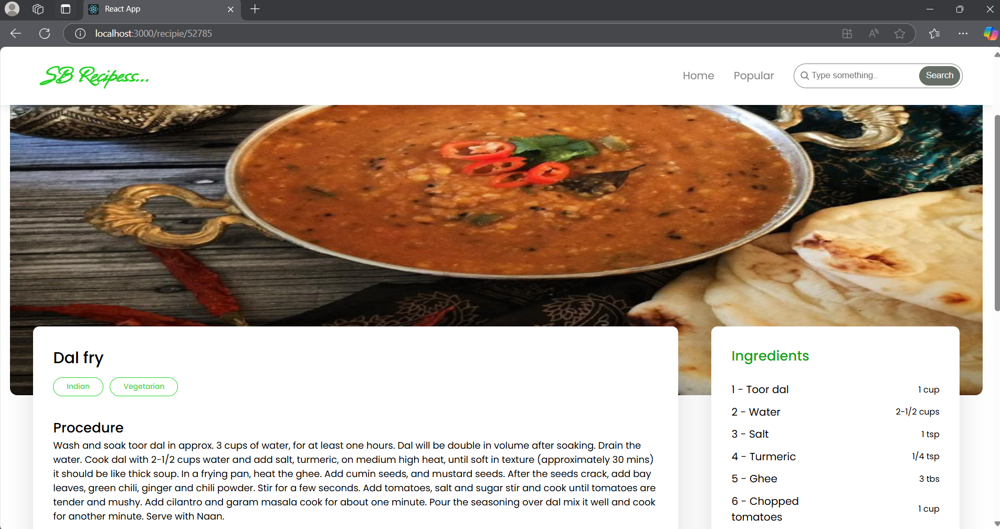 React App
localhost:3000/recipie/52785
SB Recipess...
Home
Popular
Type something..
Search
Dal fry
Indian
Vegetarian
Procedure
Wash and soak toor dal in approx. 3 cups of water, for at least one hours. Dal will be double in volume after soaking. Drain the
water. Cook dal with 2-1/2 cups water and add salt, turmeric, on medium high heat, until soft in texture (approximately 30 mins)
it should be like thick soup. In a frying pan, heat the ghee. Add cumin seeds, and mustard seeds. After the seeds crack, add bay
leaves, green chili, ginger and chili powder. Stir for a few seconds. Add tomatoes, salt and sugar stir and cook until tomatoes are
tender and mushy. Add cilantro and garam masala cook for about one minute. Pour the seasoning over dal mix it well and cook
for another minute. Serve with Naan.
Ingredients
1 - Toor dal 1 cup
2 - Water 2-1/2 cups
3 - Salt 1 tsp
4 - Turmeric 1/4 tsp
5 - Ghee 3 tbs
6 - Chopped
tomatoes 1 cup